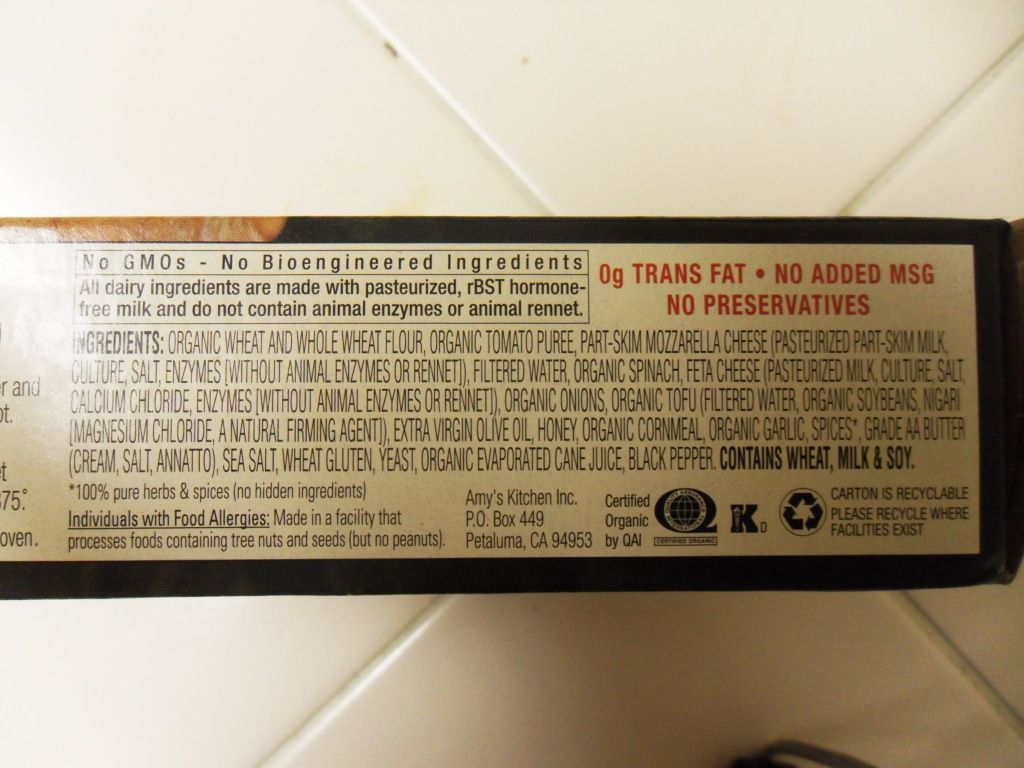 No GMOs - No Bioengineered Ingredients
All dairy ingredients are made with pasteurized, rBST hormone-
free milk and do not contain animal enzymes or animal rennet.
0g TRANS FAT • NO ADDED MSG
NO PRESERVATIVES
INGREDIENTS: ORGANIC WHEAT AND WHOLE WHEAT FLOUR, ORGANIC TOMATO PUREE, PART-SKIM MOZZARELLA CHEESE (PASTEURIZED PART-SKIM MILK,
CULTURE, SALT, ENZYMES [WITHOUT ANIMAL ENZYMES OR RENNET]), FILTERED WATER, ORGANIC SPINACH, FETA CHEESE (PASTEURIZED MILK, CULTURE, SALT,
CALCIUM CHLORIDE, ENZYMES [WITHOUT ANIMAL ENZYMES OR RENNET]), ORGANIC ONIONS, ORGANIC TOFU (FILTERED WATER, ORGANIC SOYBEANS, NIGARI
[MAGNESIUM CHLORIDE, A NATURAL FIRMING AGENT]), EXTRA VIRGIN OLIVE OIL, HONEY, ORGANIC CORNMEAL, ORGANIC GARLIC, SPICES*, GRADE AA BUTTER
(CREAM, SALT, ANNATTO), SEA SALT, WHEAT GLUTEN, YEAST, ORGANIC EVAPORATED CANE JUICE, BLACK PEPPER. CONTAINS WHEAT, MILK & SOY.
*100% pure herbs & spices (no hidden ingredients)
Individuals with Food Allergies: Made in a facility that
processes foods containing tree nuts and seeds (but no peanuts).
Amy's Kitchen Inc.
P.O. Box 449
Petaluma, CA 94953
Certified
Organic
by QAI
CERTIFIED ORGANIC
K D
CARTON IS RECYCLABLE
PLEASE RECYCLE WHERE
FACILITIES EXIST
and
375.°
oven.